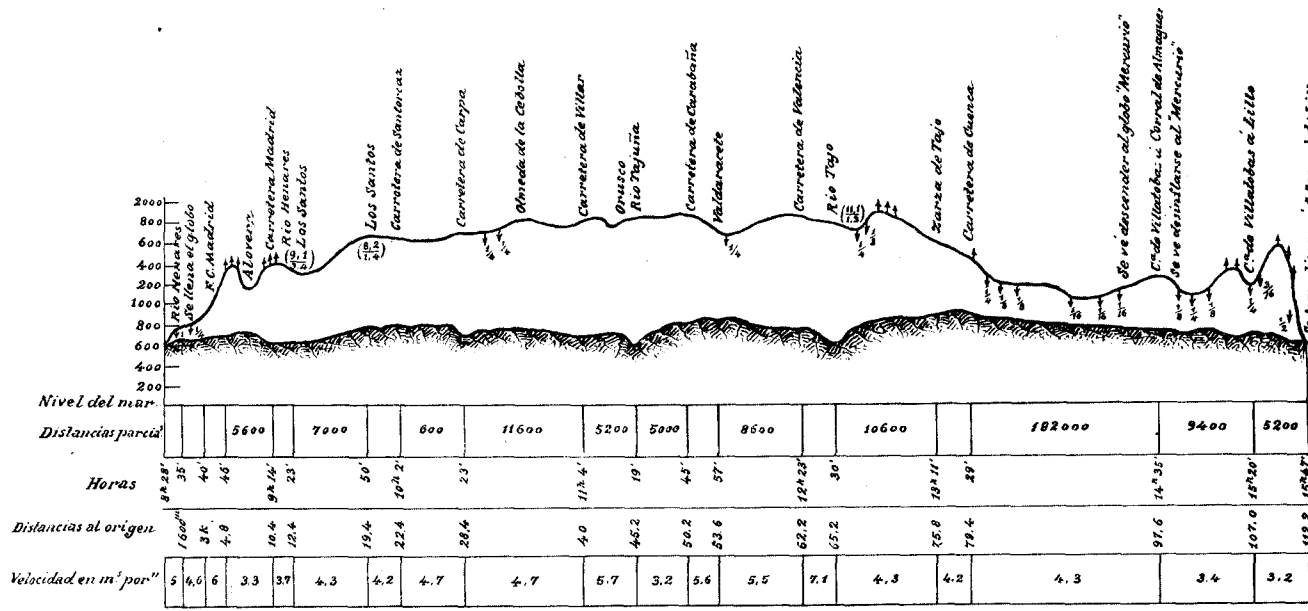 Rio Henares
Se llena el globo
F.C. Madrid
Alovera
Carretera Madrid
Rio Henares
Los Santos
Los Santos
Carretera de Santorcaz
Carretera de Carpa
Olmeda de la Cebolla
Carretera de Villar
Orusco
Rio Tajuña
Carretera de Carabaña
Valdaracete
Carretera de Valencia
Rio Tajo
Zarza de Tajo
Carretera de Cuenca
Se vé descender al globo "Mercurio"
Cª de Villatobas á Corral de Almaguer
Se vé desinflarse al "Mercurio"
Cª de Villatobas á Lillo
2000
800
600
400
200
1000
800
600
400
200
Nivel del mar
Distancias parcial 5600 7000 600 11600 5200 5000 8600 10600 182000 9400 5200
Horas 8h 28' 35' 40' 46' 9h 14' 23' 50' 10h 2' 23' 11h 4' 19' 45' 57' 12h 23' 30' 13h 11' 29' 14h 35' 15h 20' 15h 47'
Distancias al origen 1600m 3k 4.8 10.4 12.4 19.4 22.4 28.4 40 45.2 50.2 53.6 62.2 65.2 75.8 79.4 97.6 107.0 112.2
Velocidad en ms por" 5 4,6 6 3.3 3.7 4,3 4.2 4.7 4.7 5.7 3.2 5.6 5,5 7.1 4,3 4.2 4,3 3.4 3.2